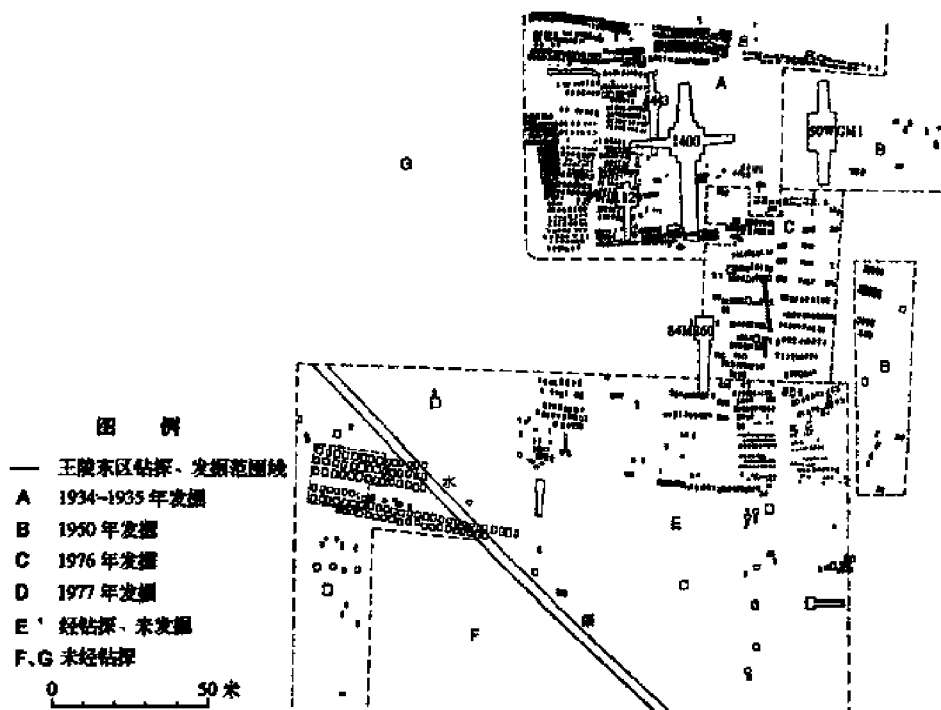 A
50WGM1
1400
B
G
C
84M260
B
D
水
E
渠
F
图 例
王陵东区钻探、发掘范围线
A 1934~1935 年发掘
B 1950 年发掘
C 1976 年发掘
D 1977 年发掘
E 经钻探、未发掘
F、G 未经钻探
0 50 米